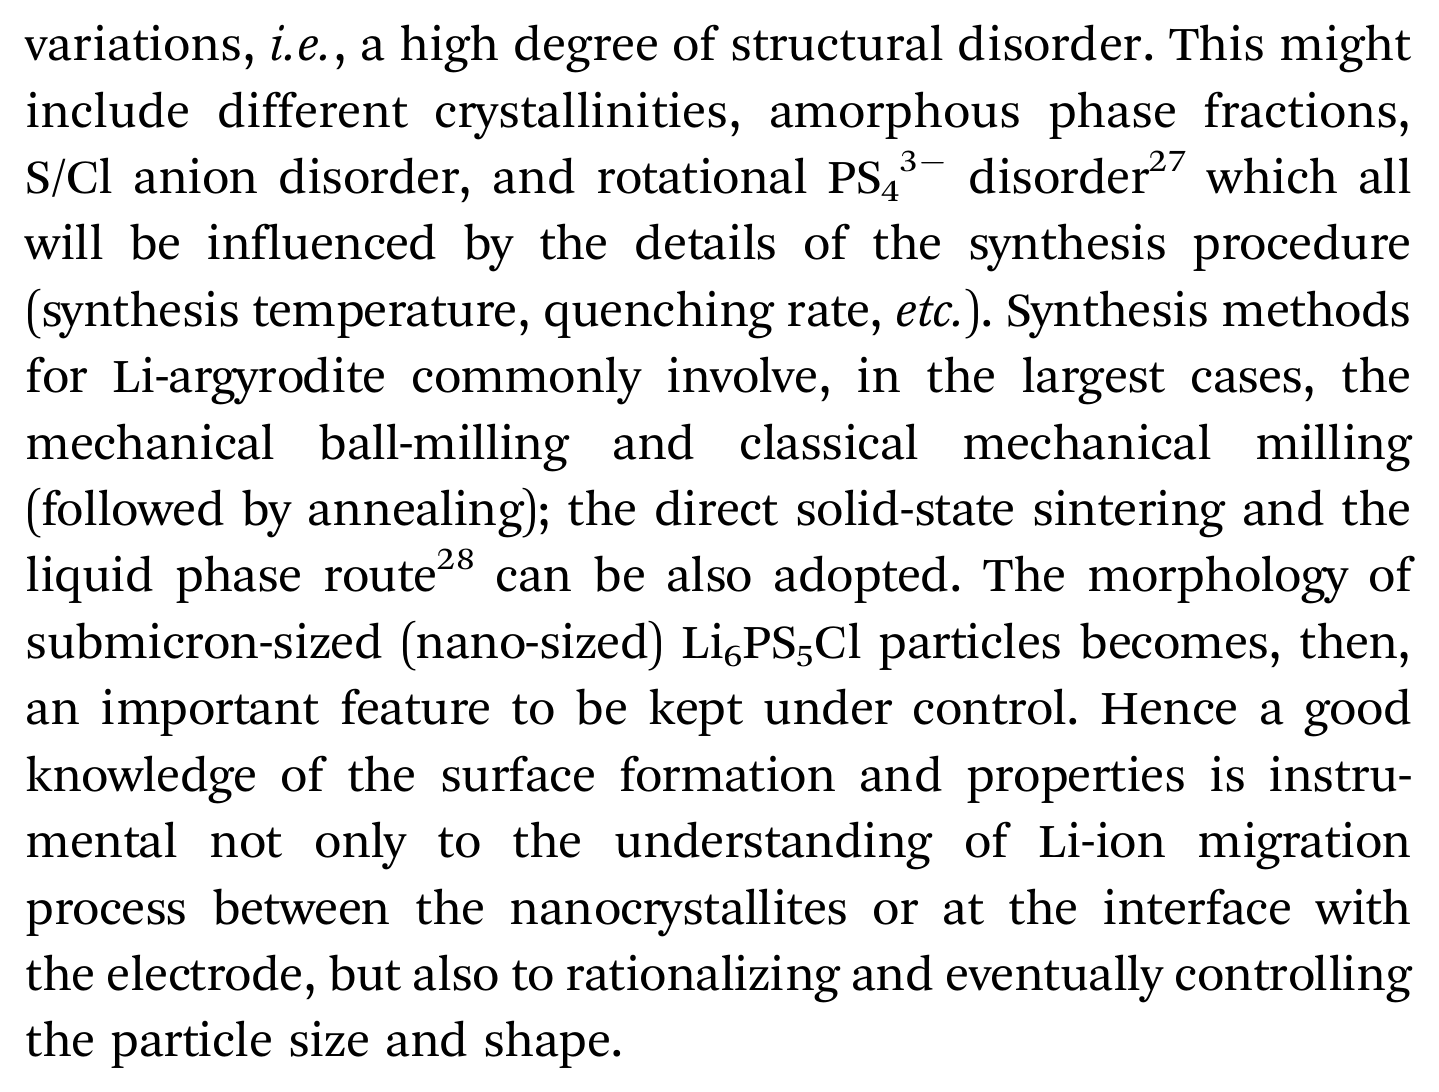 variations, i.e., a high degree of structural disorder. This might
include different crystallinities, amorphous phase fractions,
S/Cl anion disorder, and rotational PS₄³⁻ disorder²⁷ which all
will be influenced by the details of the synthesis procedure
(synthesis temperature, quenching rate, etc.). Synthesis methods
for Li-argyrodite commonly involve, in the largest cases, the
mechanical ball-milling and classical mechanical milling
(followed by annealing); the direct solid-state sintering and the
liquid phase route²⁸ can be also adopted. The morphology of
submicron-sized (nano-sized) Li₆PS₅Cl particles becomes, then,
an important feature to be kept under control. Hence a good
knowledge of the surface formation and properties is instru-
mental not only to the understanding of Li-ion migration
process between the nanocrystallites or at the interface with
the electrode, but also to rationalizing and eventually controlling
the particle size and shape.